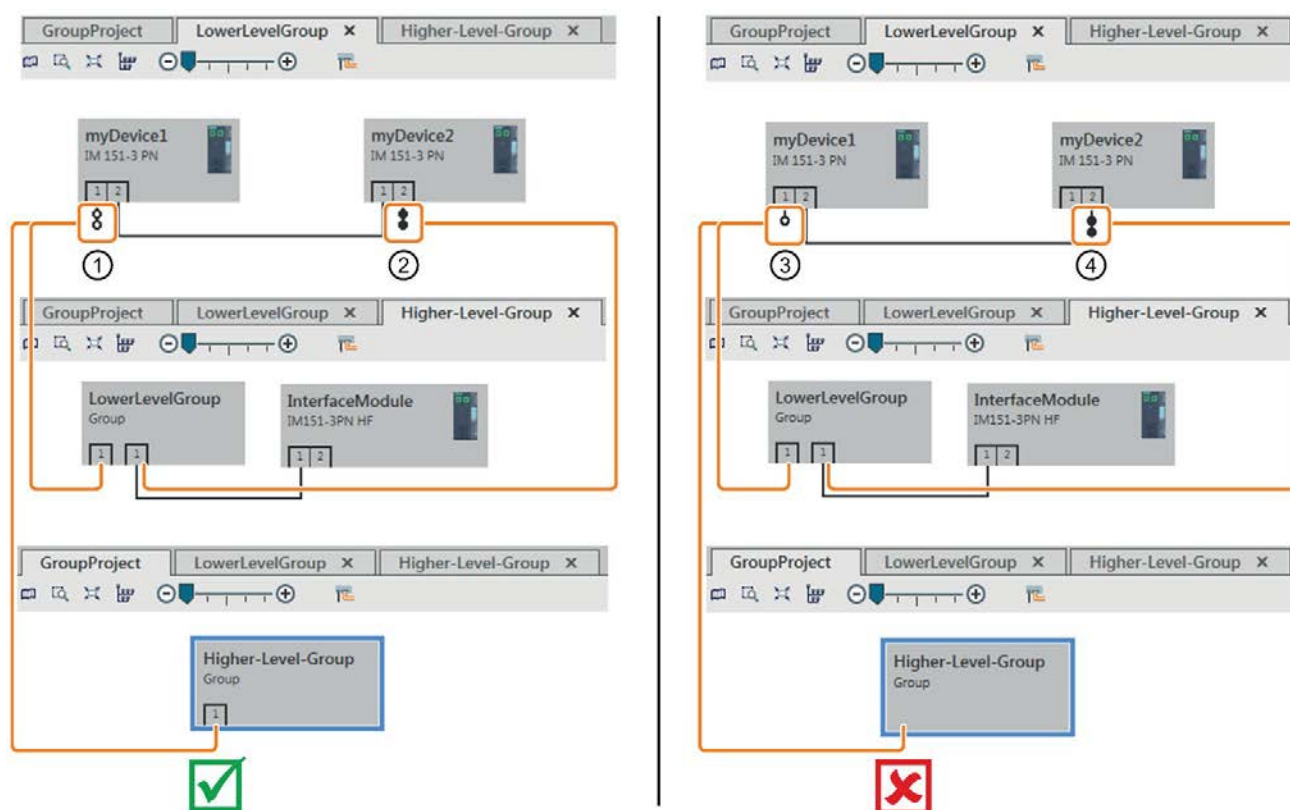 GroupProject LowerLevelGroup × Higher-Level-Group ×
myDevice1
IM 151-3 PN
1 2
myDevice2
IM 151-3 PN
1 2
1
2
GroupProject LowerLevelGroup × Higher-Level-Group ×
LowerLevelGroup
Group
1 1
InterfaceModule
IM151-3PN HF
1 2
GroupProject LowerLevelGroup × Higher-Level-Group ×
Higher-Level-Group
Group
1
GroupProject LowerLevelGroup × Higher-Level-Group ×
myDevice1
IM 151-3 PN
1 2
myDevice2
IM 151-3 PN
1 2
3
4
GroupProject LowerLevelGroup × Higher-Level-Group ×
LowerLevelGroup
Group
1 1
InterfaceModule
IM151-3PN HF
1 2
GroupProject LowerLevelGroup × Higher-Level-Group ×
Higher-Level-Group
Group